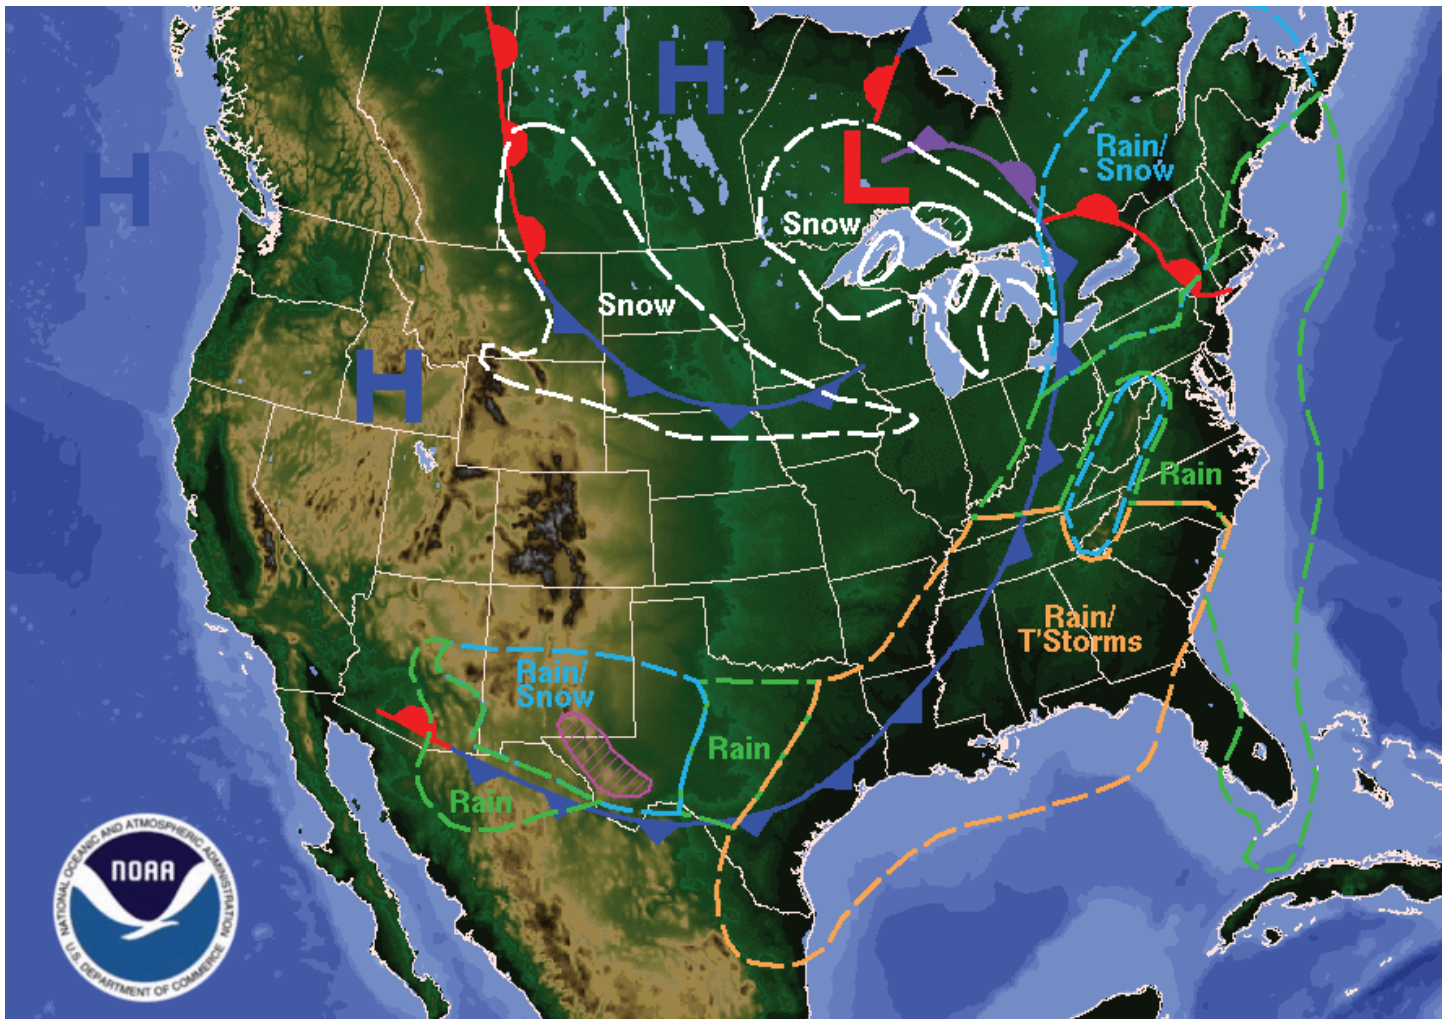 H
H
H
L
Rain/
Snow
Snow
Snow
Rain
Rain/
T'Storms
Rain/
Snow
Rain
Rain
NATIONAL OCEANIC AND ATMOSPHERIC ADMINISTRATION
NOAA
U.S. DEPARTMENT OF COMMERCE